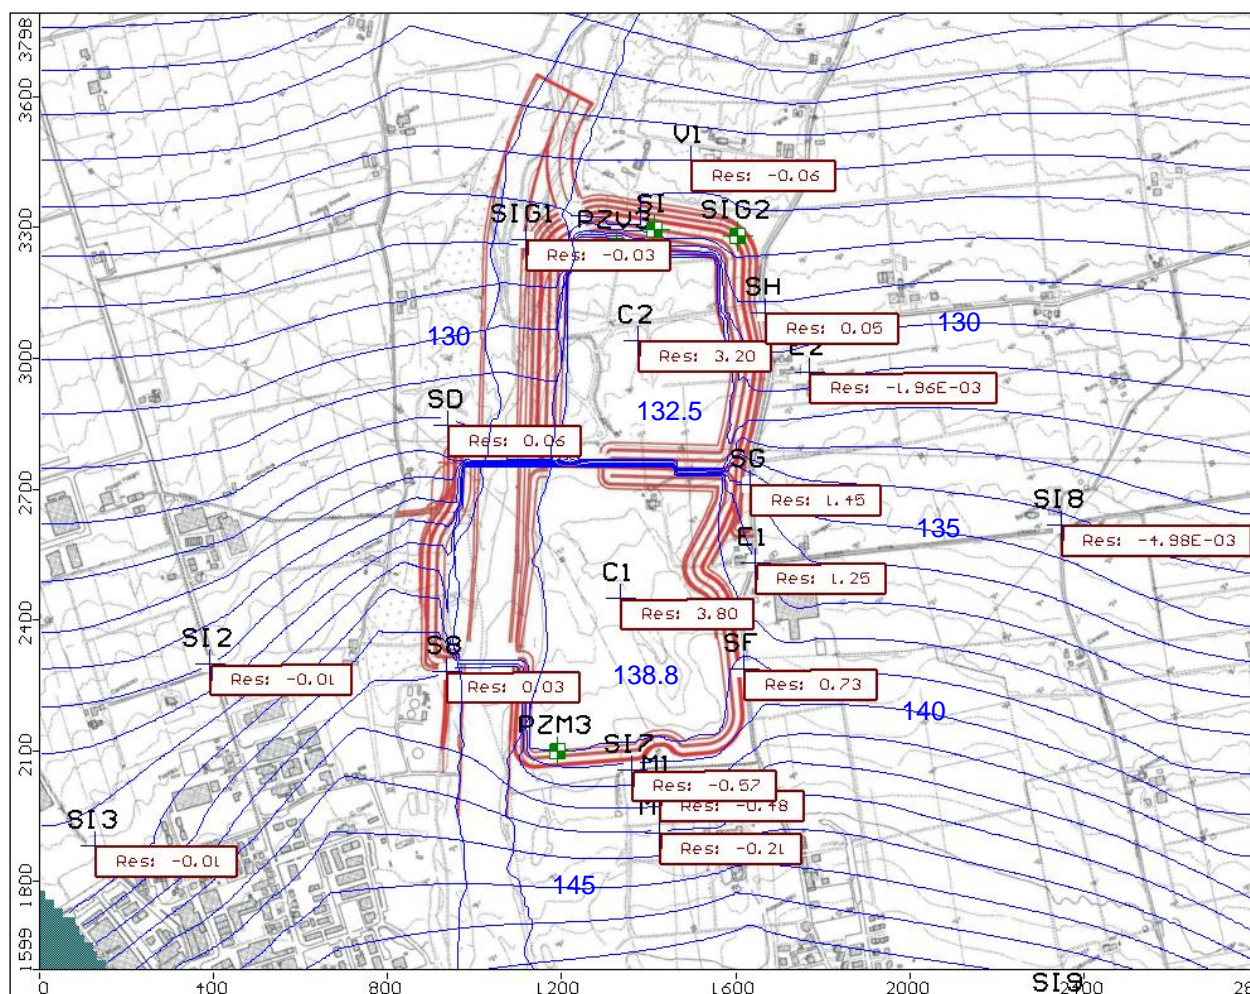 379B
3600
V1
Res: -0.06
3300
SIG1
PZV3
SI
SIG2
Res: -0.03
SH
C2
Res: 0.05
130
130
3000
Res: 3.20
E2
Res: -1.96E-03
SD
132.5
Res: 0.06
SG
2700
Res: 1.45
SI8
135
Res: -4.98E-03
E1
C1
Res: 1.25
2400
Res: 3.80
SI2
S8
SF
Res: -0.01
Res: 0.03
138.8
Res: 0.73
140
PZM3
SI7
2100
M1
Res: -0.57
Res: -0.48
SI3
Res: -0.01
Res: -0.21
1800
145
1599
SI9
0
400
800
1200
1600
2000